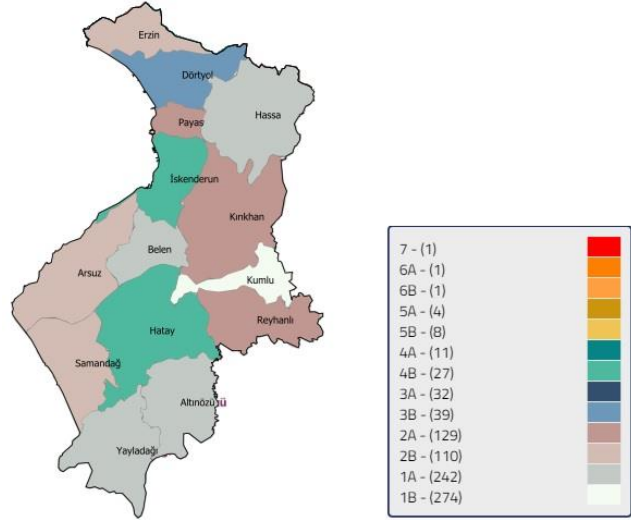 Erzin
Dörtyol
Hassa
Payas
İskenderun
Kırıkhan
Belen
Arsuz
Kumlu
Reyhanlı
Hatay
Samandağ
Altınözü ü
Yayladağı
7 - (1)
6A - (1)
6B - (1)
5A - (4)
5B - (8)
4A - (11)
4B - (27)
3A - (32)
3B - (39)
2A - (129)
2B - (110)
1A - (242)
1B - (274)